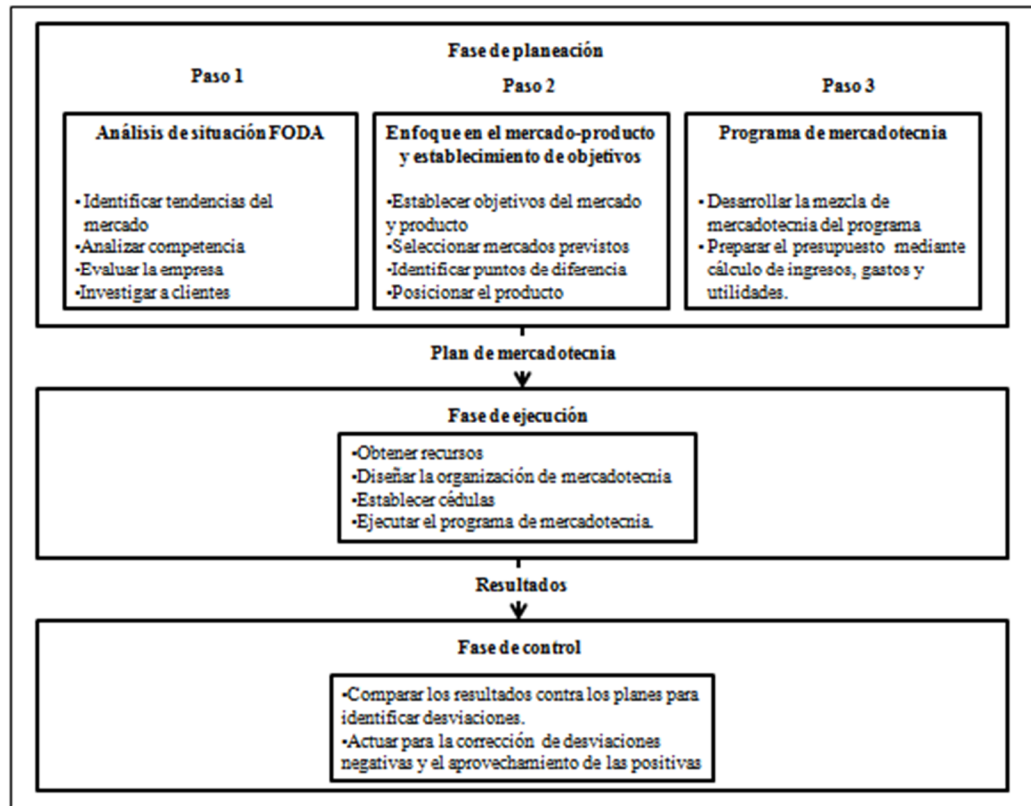 Fase de planeación
Paso 1
Paso 2
Paso 3
Análisis de situación FODA
•Identificar tendencias del
mercado
•Analizar competencia
•Evaluar la empresa
•Investigar a clientes
Enfoque en el mercado-producto
y establecimiento de objetivos
•Establecer objetivos del mercado
y producto
•Seleccionar mercados previstos
•Identificar puntos de diferencia
•Posicionar el producto
Programa de mercadotecnia
• Desarrollar la mezcla de
mercadotecnia del programa
• Preparar el presupuesto mediante
cálculo de ingresos, gastos y
utilidades.
Plan de mercadotecnia
Fase de ejecución
•Obtener recursos
•Diseñar la organización de mercadotecnia
•Establecer cédulas
•Ejecutar el programa de mercadotecnia.
Resultados
Fase de control
•Comparar los resultados contra los planes para
identificar desviaciones.
•Actuar para la corrección de desviaciones
negativas y el aprovechamiento de las positivas